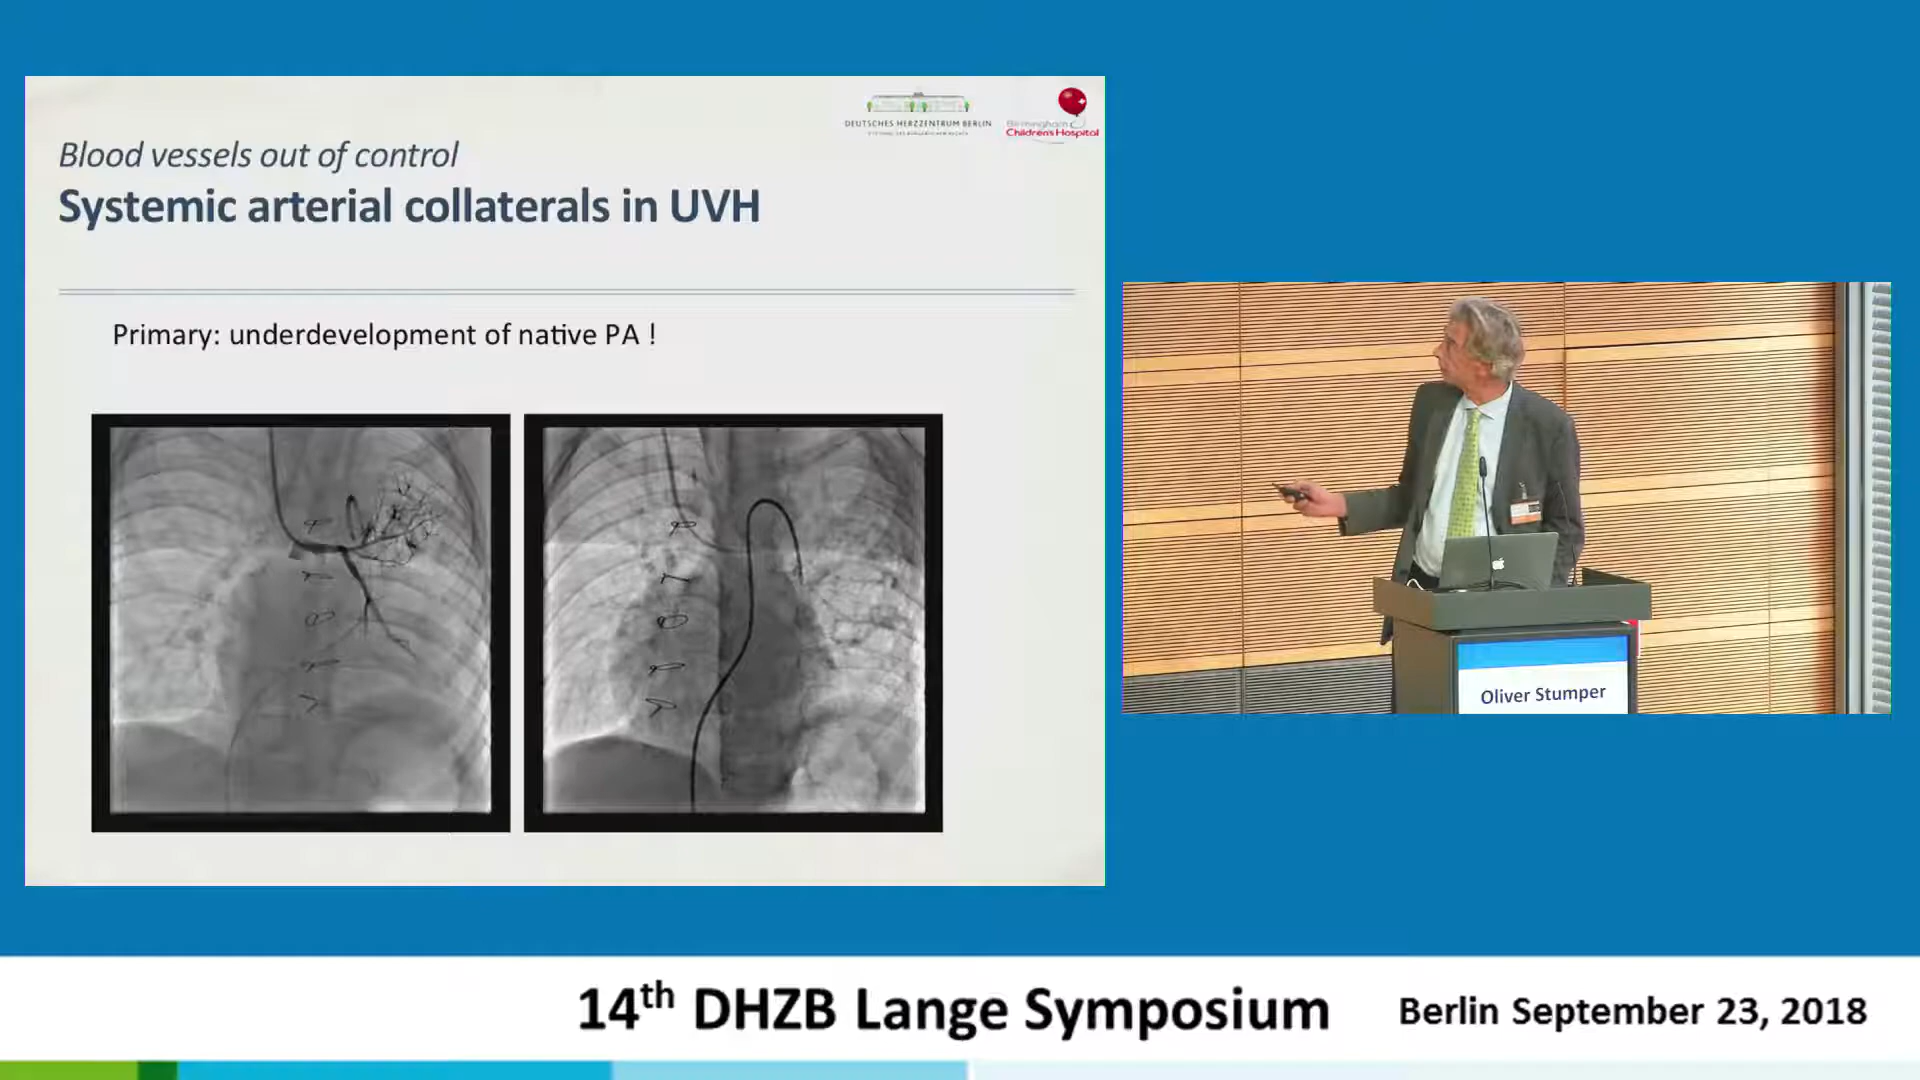 DEUTSCHES HERZZENTRUM BERLIN
Birmingham
Children's Hospital
Blood vessels out of control
Systemic arterial collaterals in UVH
Primary: underdevelopment of native PA !
Oliver Stumper
14th DHZB Lange Symposium
Berlin September 23, 2018